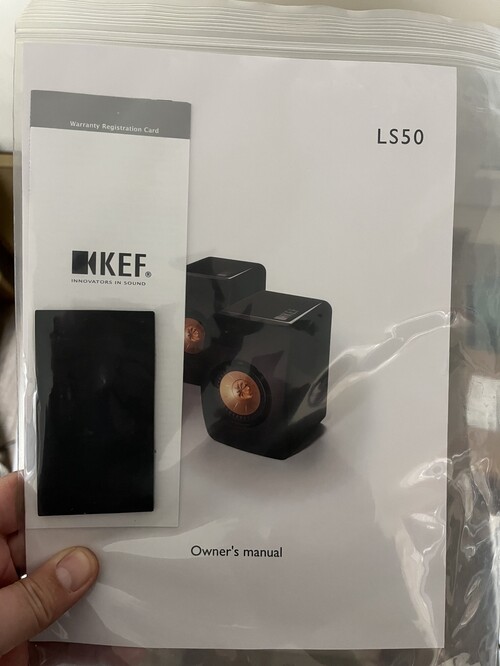 Warranty Registration Card
LS50
KEF®
INNOVATORS IN SOUND
Owner's manual